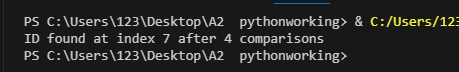 PS C:\Users\123\Desktop\A2  pythonworking> & C:/Users/123
ID found at index 7 after 4 comparisons
PS C:\Users\123\Desktop\A2  pythonworking>